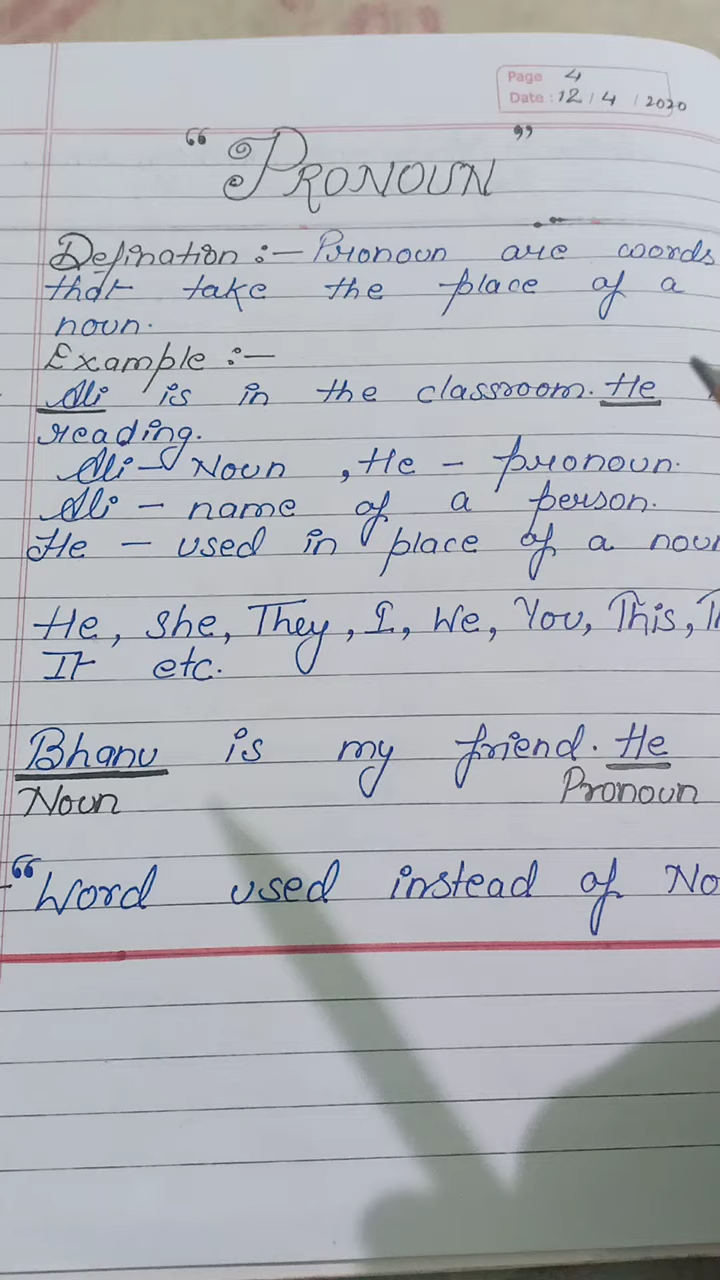 Page 4
Date : 12 / 4 / 2020
“ PRONOUN ”
Defination :- Pronoun are words
that take the place of a
noun.
Example :-
Ali is in the classroom. He
reading.
Ali - Noun , He - pronoun.
Ali - name of a person.
He - used in place of a noun
He, She, They, I, We, You, This,
It etc.
Bhanu is my friend. He
Noun Pronoun
“Word used instead of No